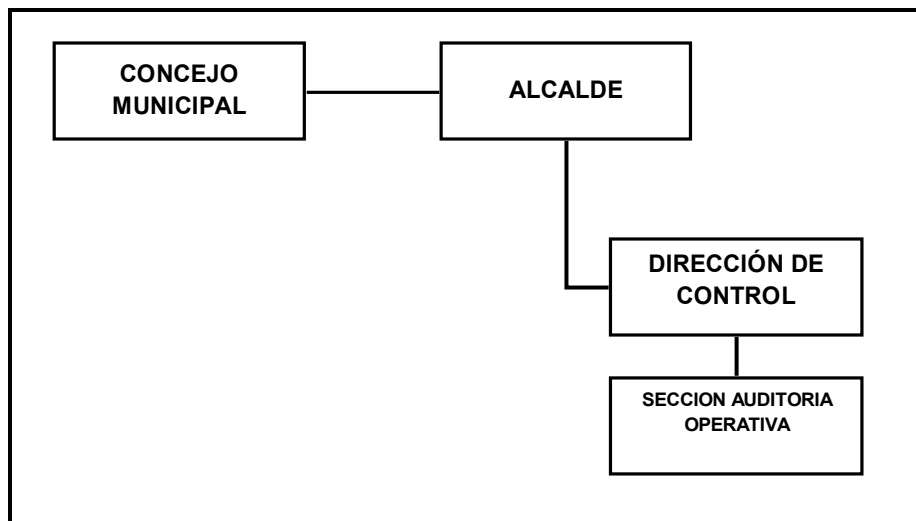 CONCEJO
MUNICIPAL
ALCALDE
DIRECCIÓN DE
CONTROL
SECCION AUDITORIA
OPERATIVA